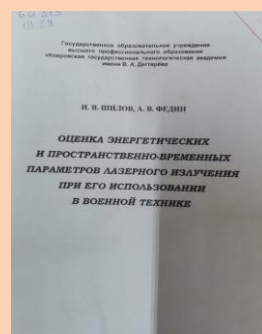 Государственное образовательное учреждение
высшего профессионального образования
«Ковровская государственная технологическая академия
имени В. А. Дегтярёва
И. В. ШИЛОВ, А. В. ФЕДИН
ОЦЕНКА ЭНЕРГЕТИЧЕСКИХ
И ПРОСТРАНСТВЕННО-ВРЕМЕННЫХ
ПАРАМЕТРОВ ЛАЗЕРНОГО ИЗЛУЧЕНИЯ
ПРИ ЕГО ИСПОЛЬЗОВАНИИ
В ВОЕННОЙ ТЕХНИКЕ